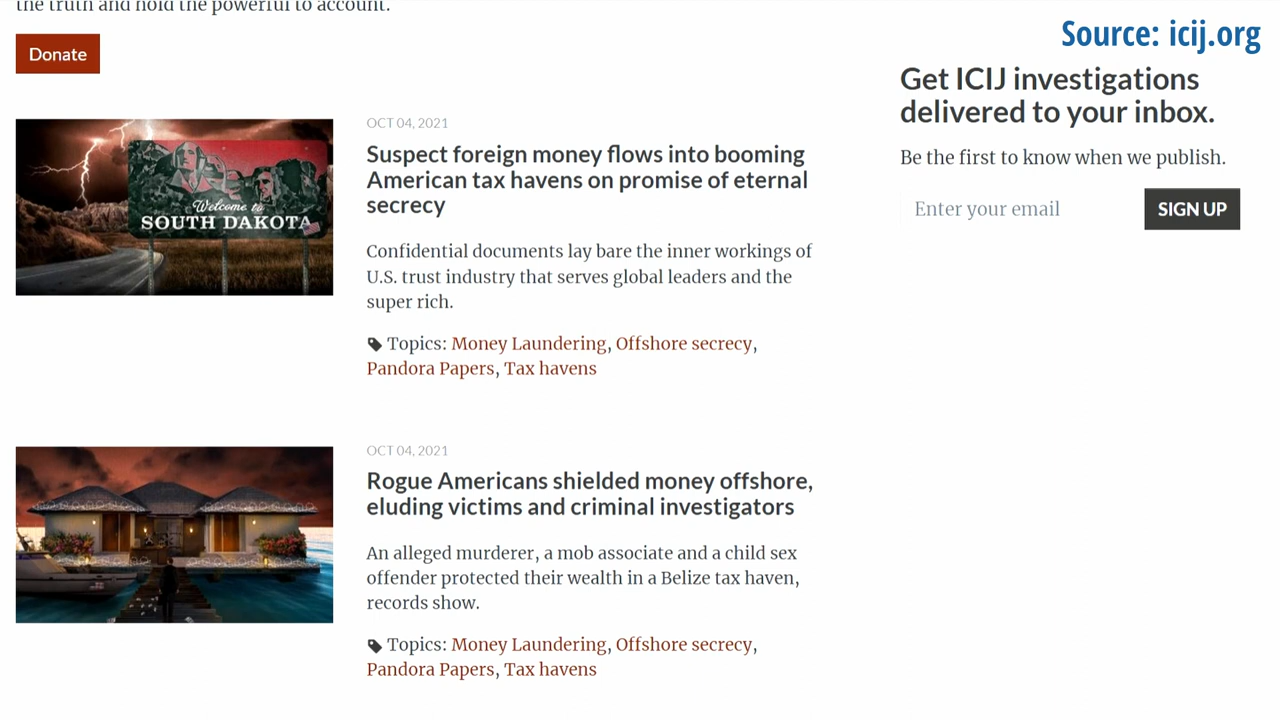 the truth and hold the powerful to account.
Donate
Source: icij.org
Get ICIJ investigations
delivered to your inbox.
Be the first to know when we publish.
Enter your email
SIGN UP
Welcome to
SOUTH DAKOTA
OCT 04, 2021
Suspect foreign money flows into booming
American tax havens on promise of eternal
secrecy
Confidential documents lay bare the inner workings of
U.S. trust industry that serves global leaders and the
super rich.
Topics: Money Laundering, Offshore secrecy,
Pandora Papers, Tax havens
OCT 04, 2021
Rogue Americans shielded money offshore,
eluding victims and criminal investigators
An alleged murderer, a mob associate and a child sex
offender protected their wealth in a Belize tax haven,
records show.
Topics: Money Laundering, Offshore secrecy,
Pandora Papers, Tax havens